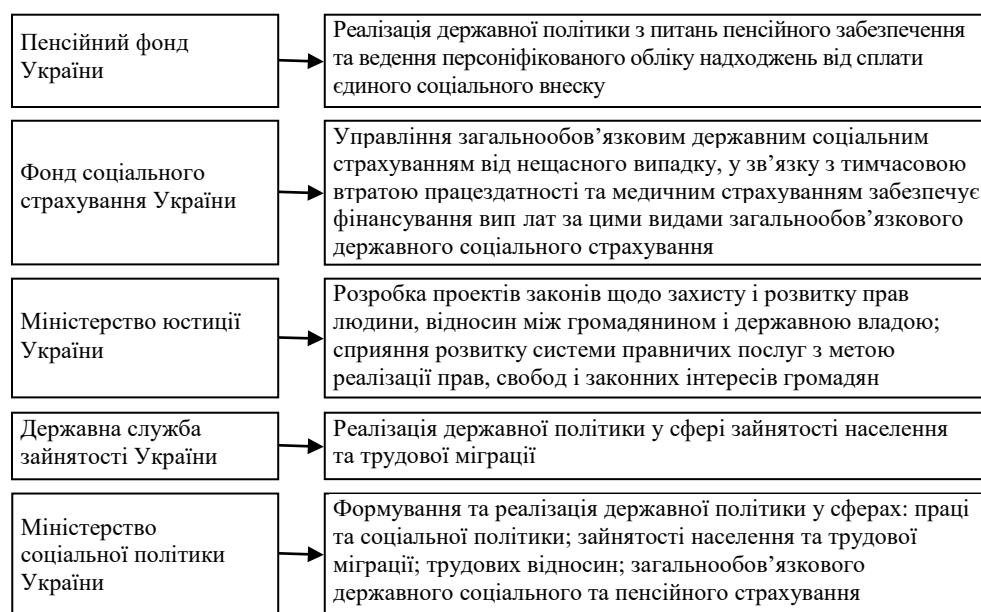 Пенсійний фонд
України
Реалізація державної політики з питань пенсійного забезпечення
та ведення персоніфікованого обліку надходжень від сплати
єдиного соціального внеску
Фонд соціального
страхування України
Управління загальнообов’язковим державним соціальним
страхуванням від нещасного випадку, у зв’язку з тимчасовою
втратою працездатності та медичним страхуванням забезпечує
фінансування вип лат за цими видами загальнообов’язкового
державного соціального страхування
Міністерство юстиції
України
Розробка проектів законів щодо захисту і розвитку прав
людини, відносин між громадянином і державною владою;
сприяння розвитку системи правничих послуг з метою
реалізації прав, свобод і законних інтересів громадян
Державна служба
зайнятості України
Реалізація державної політики у сфері зайнятості населення
та трудової міграції
Міністерство
соціальної політики
України
Формування та реалізація державної політики у сферах: праці
та соціальної політики; зайнятості населення та трудової
міграції; трудових відносин; загальнообов’язкового
державного соціального та пенсійного страхування